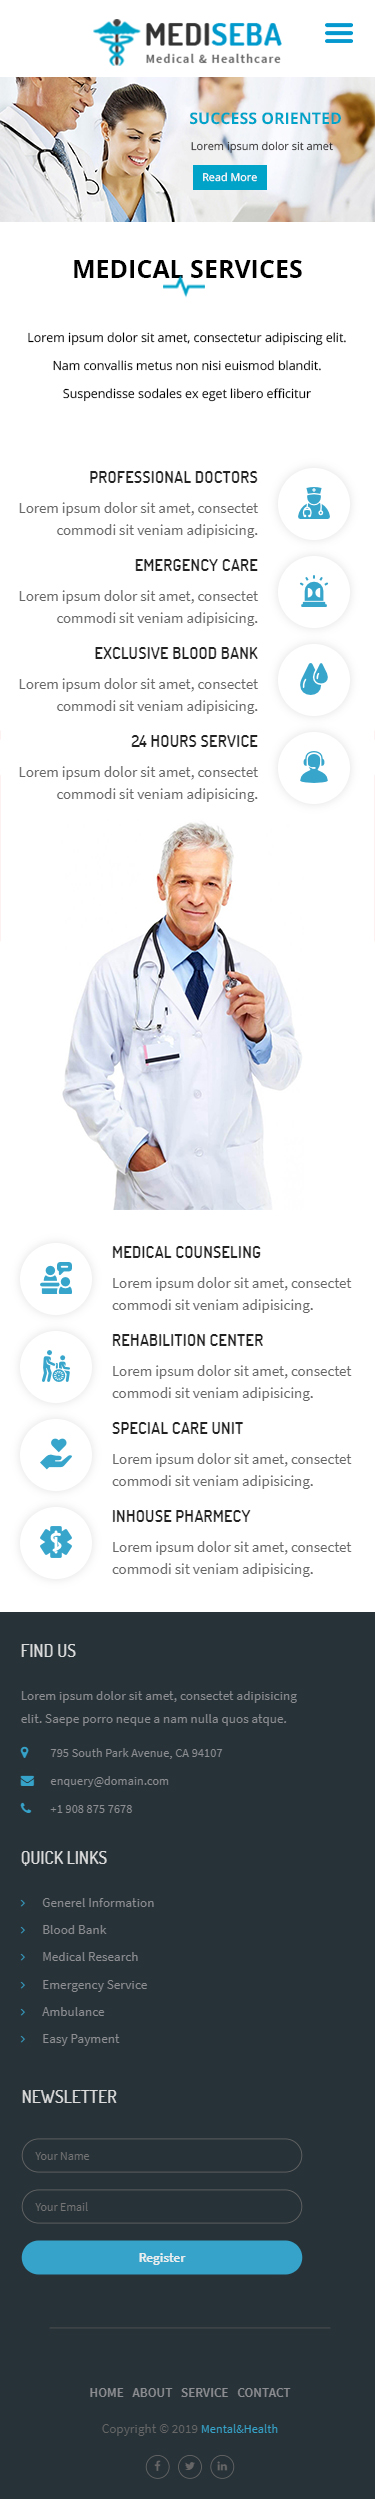 MEDISEBA
Medical & Healthcare
SUCCESS ORIENTED
Lorem ipsum dolor sit amet
Read More
MEDICAL SERVICES
Lorem ipsum dolor sit amet, consectetur adipiscing elit.
Nam convallis metus non nisi euismod blandit.
Suspendisse sodales ex eget libero efficitur
PROFESSIONAL DOCTORS
Lorem ipsum dolor sit amet, consectet
commodi sit veniam adipisicing.
EMERGENCY CARE
Lorem ipsum dolor sit amet, consectet
commodi sit veniam adipisicing.
EXCLUSIVE BLOOD BANK
Lorem ipsum dolor sit amet, consectet
commodi sit veniam adipisicing.
24 HOURS SERVICE
Lorem ipsum dolor sit amet, consectet
commodi sit veniam adipisicing.
MEDICAL COUNSELING
Lorem ipsum dolor sit amet, consectet
commodi sit veniam adipisicing.
REHABILITION CENTER
Lorem ipsum dolor sit amet, consectet
commodi sit veniam adipisicing.
SPECIAL CARE UNIT
Lorem ipsum dolor sit amet, consectet
commodi sit veniam adipisicing.
INHOUSE PHARMECY
Lorem ipsum dolor sit amet, consectet
commodi sit veniam adipisicing.
FIND US
Lorem ipsum dolor sit amet, consectet adipisicing
elit. Saepe porro neque a nam nulla quos atque.
795 South Park Avenue, CA 94107
enquery@domain.com
+1 908 875 7678
QUICK LINKS
Generel Information
Blood Bank
Medical Research
Emergency Service
Ambulance
Easy Payment
NEWSLETTER
Your Name
Your Email
Register
HOME ABOUT SERVICE CONTACT
Copyright © 2019 Mental&Health